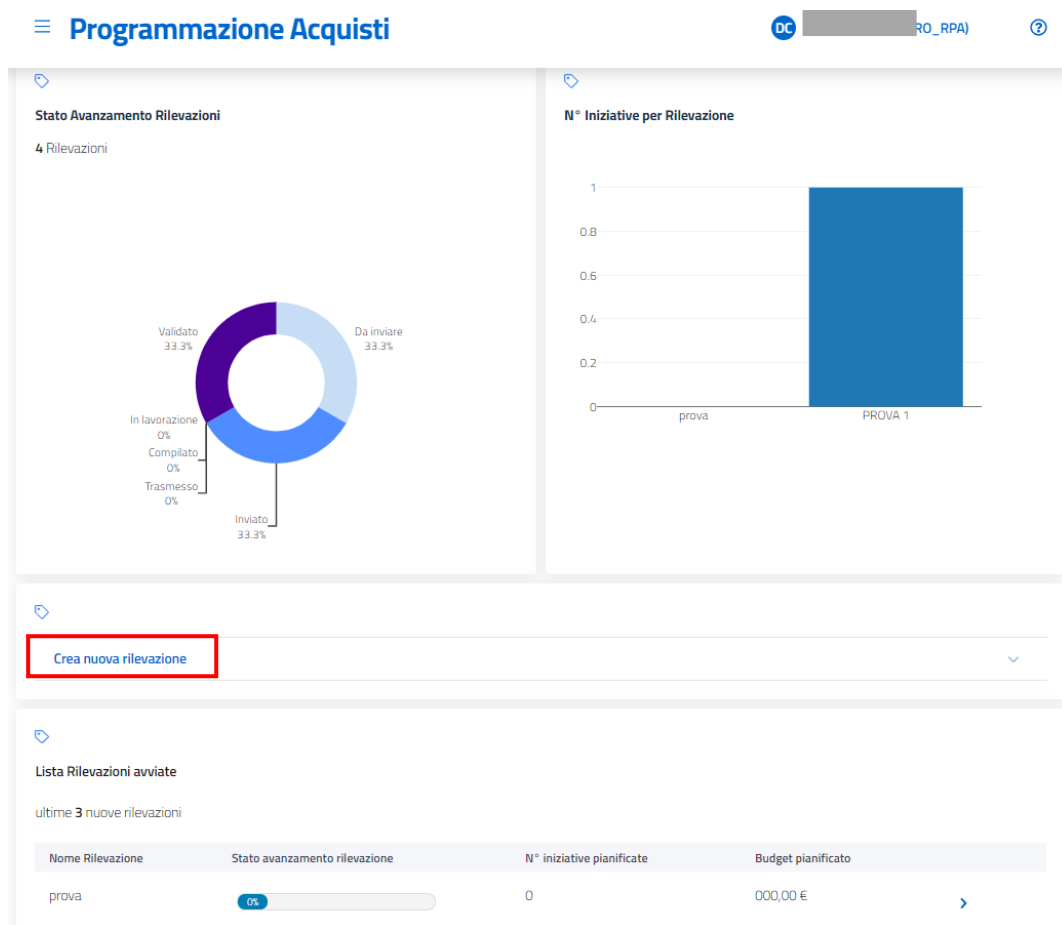 Programmazione Acquisti
DC
RO_RPA)
?
Stato Avanzamento Rilevazioni
4 Rilevazioni
Validato
33.3%
Da inviare
33.3%
In lavorazione
0%
Compilato
0%
Trasmesso
0%
Inviato
33.3%
N° Iniziative per Rilevazione
1
0.8
0.6
0.4
0.2
0
prova
PROVA 1
Crea nuova rilevazione
Lista Rilevazioni avviate
ultime 3 nuove rilevazioni
Nome Rilevazione Stato avanzamento rilevazione N° iniziative pianificate Budget pianificato
prova 0% 0 000,00 €